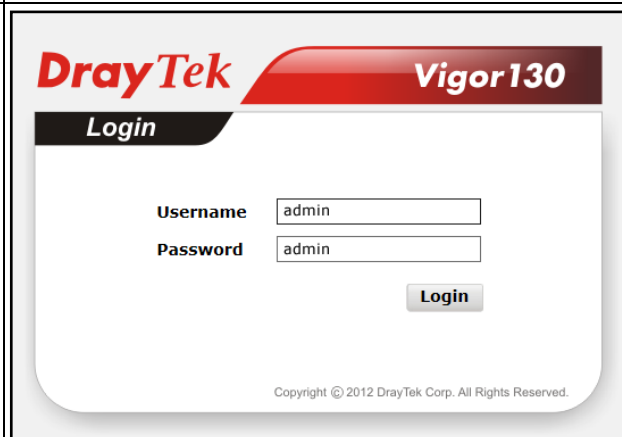 DrayTek
Vigor130
Login
Username admin
Password admin
Login
Copyright © 2012 DrayTek Corp. All Rights Reserved.